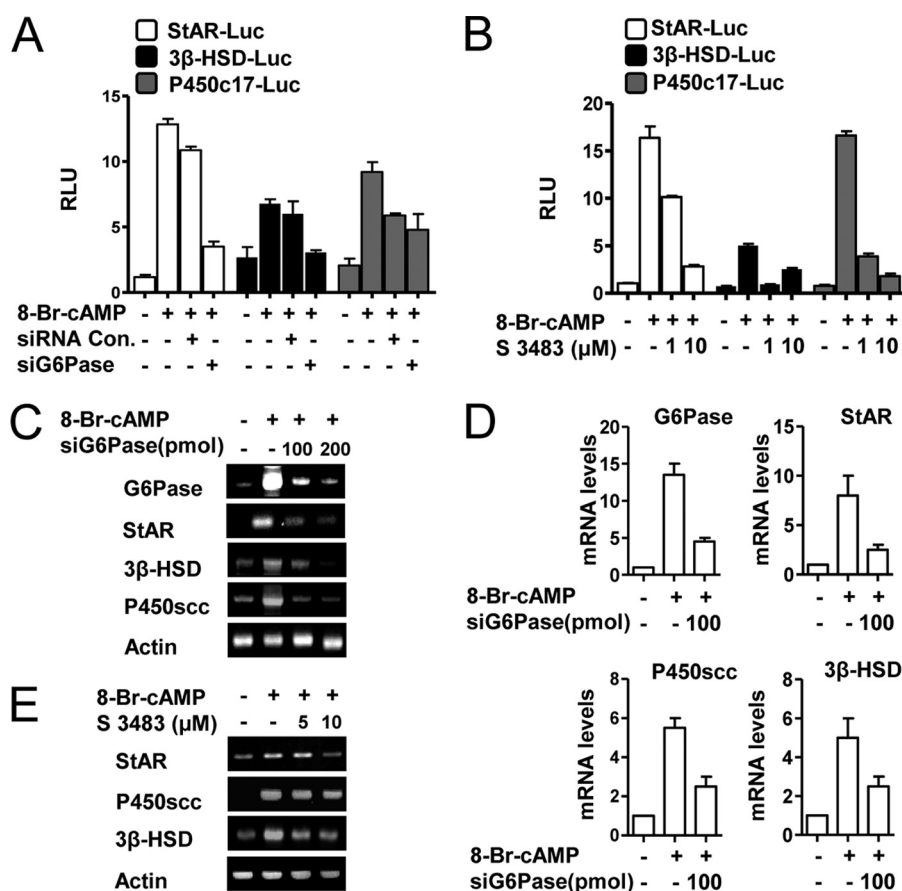 A
StAR-Luc
3β-HSD-Luc
P450c17-Luc
RLU
15
10
5
0
8-Br-cAMP - + + + - + + + - + + +
siRNA Con. - - + - - - + - - - + -
siG6Pase - - - + - - - + - - - +
B
StAR-Luc
3β-HSD-Luc
P450c17-Luc
RLU
20
15
10
5
0
8-Br-cAMP - + + + - + + + - + + +
S 3483 (μM) - - 1 10 - - 1 10 - - 1 10
C
8-Br-cAMP - + + +
siG6Pase(pmol) - - 100 200
G6Pase
StAR
3β-HSD
P450scc
Actin
D
G6Pase
mRNA levels
20
15
10
5
0
8-Br-cAMP - + +
siG6Pase(pmol) - - 100
StAR
mRNA levels
15
10
5
0
- + +
- - 100
P450scc
mRNA levels
8
6
4
2
0
8-Br-cAMP - + +
siG6Pase(pmol) - - 100
3β-HSD
mRNA levels
8
6
4
2
0
- + +
- - 100
E
8-Br-cAMP - + + +
S 3483 (μM) - - 5 10
StAR
P450scc
3β-HSD
Actin